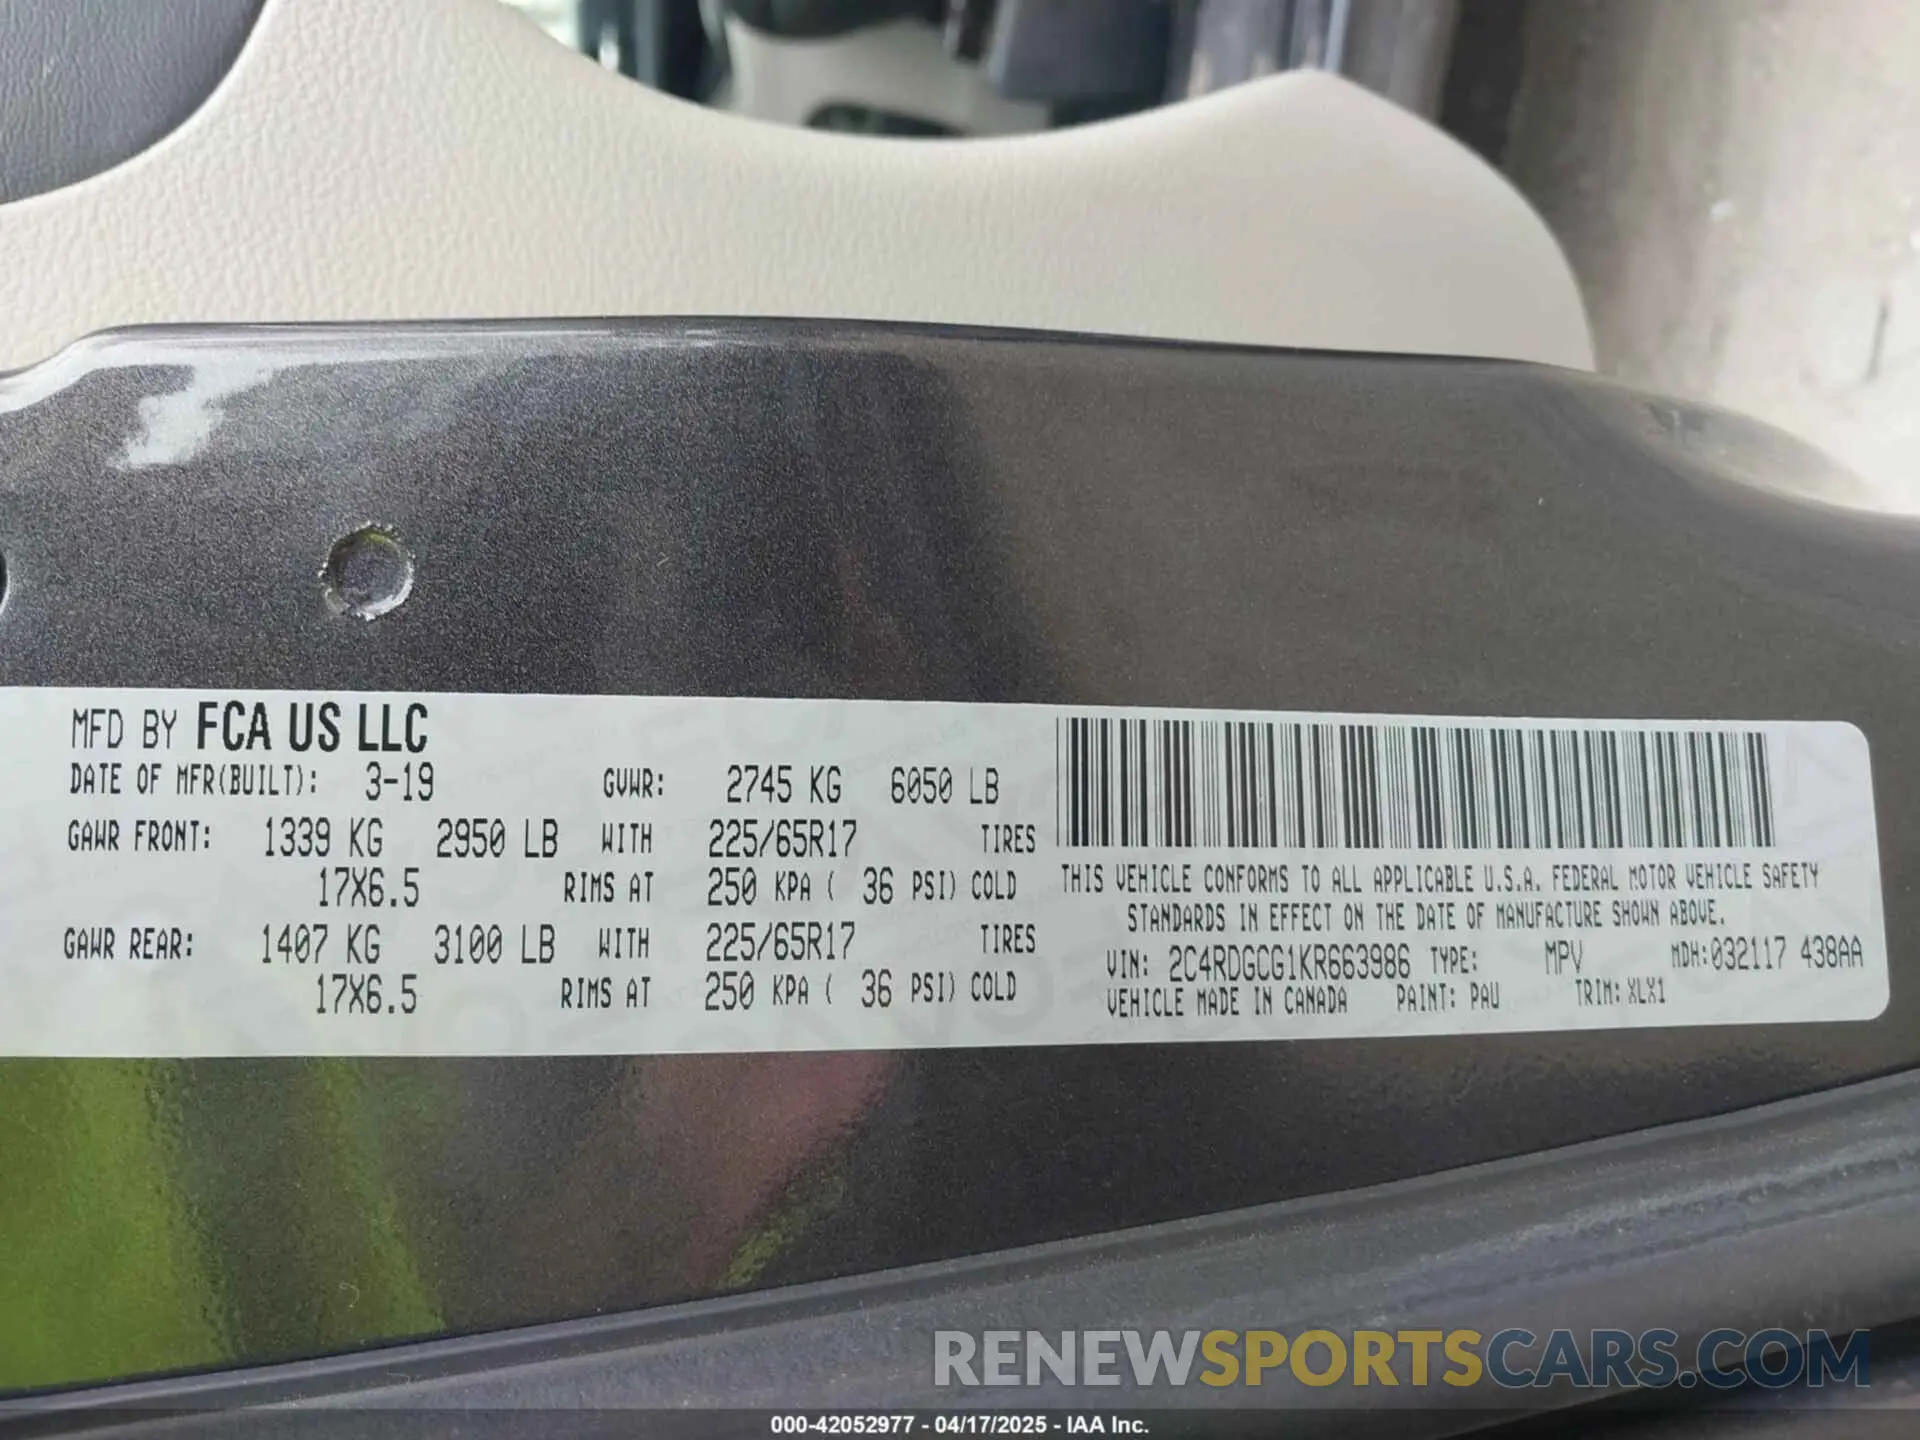 MFD BY FCA US LLC
DATE OF MFR(BUILT): 3-19 GVWR: 2745 KG 6050 LB
GAWR FRONT: 1339 KG 2950 LB WITH 225/65R17 TIRES
17X6.5 RIMS AT 250 KPA ( 36 PSI) COLD
GAWR REAR: 1407 KG 3100 LB WITH 225/65R17 TIRES
17X6.5 RIMS AT 250 KPA ( 36 PSI) COLD
THIS VEHICLE CONFORMS TO ALL APPLICABLE U.S.A. FEDERAL MOTOR VEHICLE SAFETY
STANDARDS IN EFFECT ON THE DATE OF MANUFACTURE SHOWN ABOVE.
VIN: 2C4RDGCG1KR663986 TYPE: MPV MDH:032117 438AA
VEHICLE MADE IN CANADA PAINT: PAU TRIM: XLX1
RENEWSPORTSCARS.COM
000-42052977 - 04/17/2025 - IAA Inc.